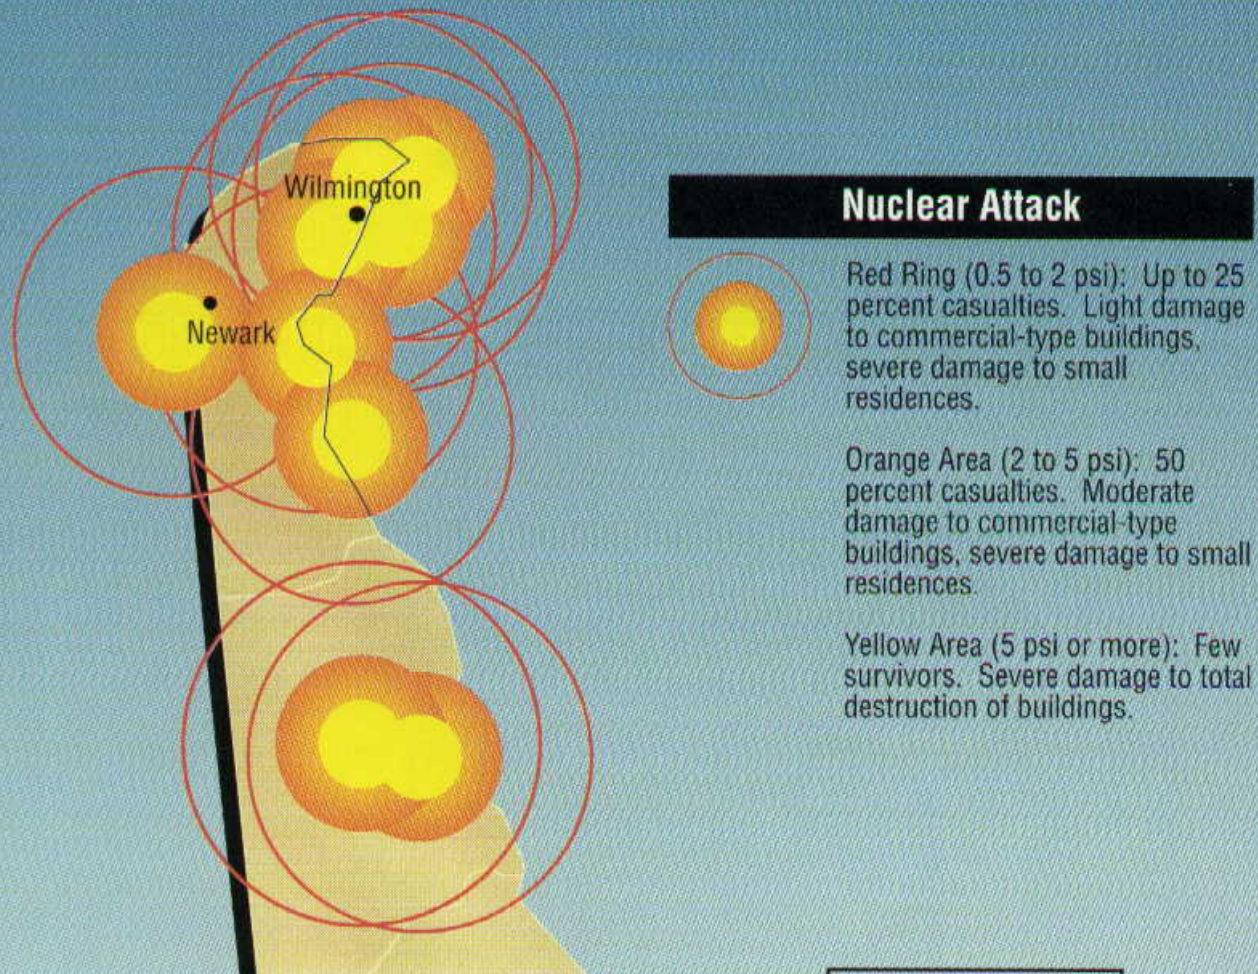 Wilmington
Newark
Nuclear Attack
Red Ring (0.5 to 2 psi): Up to 25
percent casualties. Light damage
to commercial-type buildings,
severe damage to small
residences.
Orange Area (2 to 5 psi): 50
percent casualties. Moderate
damage to commercial-type
buildings, severe damage to small
residences.
Yellow Area (5 psi or more): Few
survivors. Severe damage to total
destruction of buildings.